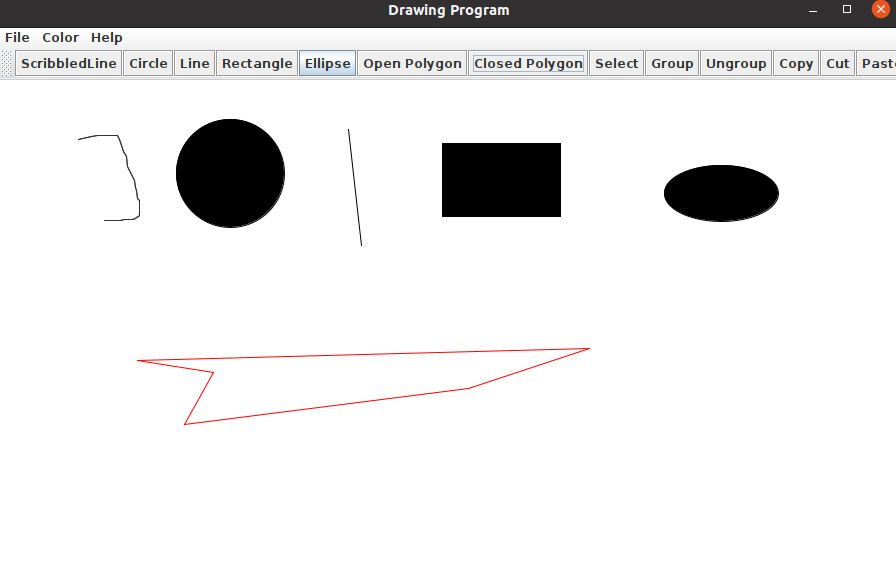 Drawing Program
File Color Help
ScribbledLine Circle Line Rectangle Ellipse Open Polygon Closed Polygon Select Group Ungroup Copy Cut Past